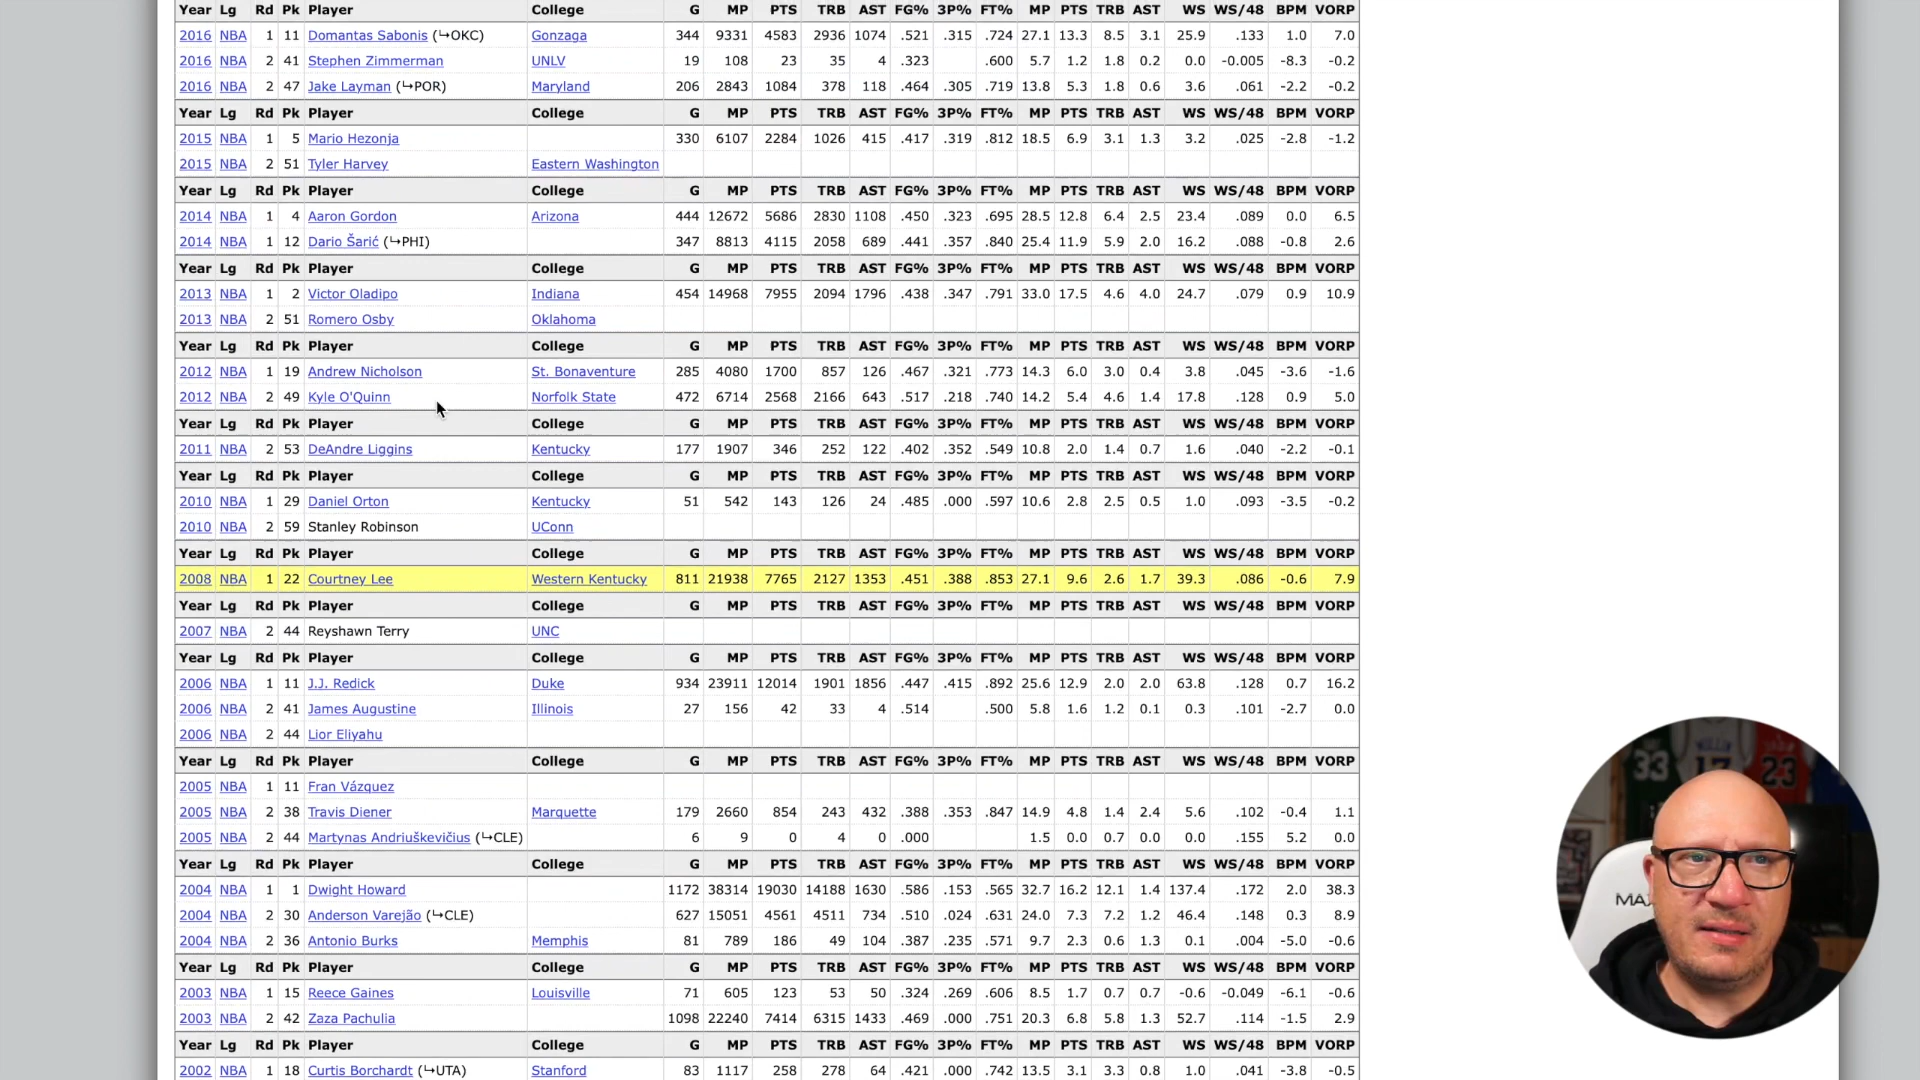 Year Lg Rd Pk Player College G MP PTS TRB AST FG% 3P% FT% MP PTS TRB AST WS WS/48 BPM VORP
2016 NBA 1 11 Domantas Sabonis (↪OKC) Gonzaga 344 9331 4583 2936 1074 .521 .315 .724 27.1 13.3 8.5 3.1 25.9 .133 1.0 7.0
2016 NBA 2 41 Stephen Zimmerman UNLV 19 108 23 35 4 .323 .600 5.7 1.2 1.8 0.2 0.0 -0.005 -8.3 -0.2
2016 NBA 2 47 Jake Layman (↪POR) Maryland 206 2843 1084 378 118 .464 .305 .719 13.8 5.3 1.8 0.6 3.6 .061 -2.2 -0.2
Year Lg Rd Pk Player College G MP PTS TRB AST FG% 3P% FT% MP PTS TRB AST WS WS/48 BPM VORP
2015 NBA 1 5 Mario Hezonja 330 6107 2284 1026 415 .417 .319 .812 18.5 6.9 3.1 1.3 3.2 .025 -2.8 -1.2
2015 NBA 2 51 Tyler Harvey Eastern Washington
Year Lg Rd Pk Player College G MP PTS TRB AST FG% 3P% FT% MP PTS TRB AST WS WS/48 BPM VORP
2014 NBA 1 4 Aaron Gordon Arizona 444 12672 5686 2830 1108 .450 .323 .695 28.5 12.8 6.4 2.5 23.4 .089 0.0 6.5
2014 NBA 1 12 Dario Šarić (↪PHI) 347 8813 4115 2058 689 .441 .357 .840 25.4 11.9 5.9 2.0 16.2 .088 -0.8 2.6
Year Lg Rd Pk Player College G MP PTS TRB AST FG% 3P% FT% MP PTS TRB AST WS WS/48 BPM VORP
2013 NBA 1 2 Victor Oladipo Indiana 454 14968 7955 2094 1796 .438 .347 .791 33.0 17.5 4.6 4.0 24.7 .079 0.9 10.9
2013 NBA 2 51 Romero Osby Oklahoma
Year Lg Rd Pk Player College G MP PTS TRB AST FG% 3P% FT% MP PTS TRB AST WS WS/48 BPM VORP
2012 NBA 1 19 Andrew Nicholson St. Bonaventure 285 4080 1700 857 126 .467 .321 .773 14.3 6.0 3.0 0.4 3.8 .045 -3.6 -1.6
2012 NBA 2 49 Kyle O'Quinn Norfolk State 472 6714 2568 2166 643 .517 .218 .740 14.2 5.4 4.6 1.4 17.8 .128 0.9 5.0
Year Lg Rd Pk Player College G MP PTS TRB AST FG% 3P% FT% MP PTS TRB AST WS WS/48 BPM VORP
2011 NBA 2 53 DeAndre Liggins Kentucky 177 1907 346 252 122 .402 .352 .549 10.8 2.0 1.4 0.7 1.6 .040 -2.2 -0.1
Year Lg Rd Pk Player College G MP PTS TRB AST FG% 3P% FT% MP PTS TRB AST WS WS/48 BPM VORP
2010 NBA 1 29 Daniel Orton Kentucky 51 542 143 126 24 .485 .000 .597 10.6 2.8 2.5 0.5 1.0 .093 -3.5 -0.2
2010 NBA 2 59 Stanley Robinson UConn
Year Lg Rd Pk Player College G MP PTS TRB AST FG% 3P% FT% MP PTS TRB AST WS WS/48 BPM VORP
2008 NBA 1 22 Courtney Lee Western Kentucky 811 21938 7765 2127 1353 .451 .388 .853 27.1 9.6 2.6 1.7 39.3 .086 -0.6 7.9
Year Lg Rd Pk Player College G MP PTS TRB AST FG% 3P% FT% MP PTS TRB AST WS WS/48 BPM VORP
2007 NBA 2 44 Reyshawn Terry UNC
Year Lg Rd Pk Player College G MP PTS TRB AST FG% 3P% FT% MP PTS TRB AST WS WS/48 BPM VORP
2006 NBA 1 11 J.J. Redick Duke 934 23911 12014 1901 1856 .447 .415 .892 25.6 12.9 2.0 2.0 63.8 .128 0.7 16.2
2006 NBA 2 41 James Augustine Illinois 27 156 42 33 4 .514 .500 5.8 1.6 1.2 0.1 0.3 .101 -2.7 0.0
2006 NBA 2 44 Lior Eliyahu
Year Lg Rd Pk Player College G MP PTS TRB AST FG% 3P% FT% MP PTS TRB AST WS WS/48 BPM VORP
2005 NBA 1 11 Fran Vázquez
2005 NBA 2 38 Travis Diener Marquette 179 2660 854 243 432 .388 .353 .847 14.9 4.8 1.4 2.4 5.6 .102 -0.4 1.1
2005 NBA 2 44 Martynas Andriuškevičius (↪CLE) 6 9 0 4 0 .000 1.5 0.0 0.7 0.0 0.0 .155 5.2 0.0
Year Lg Rd Pk Player College G MP PTS TRB AST FG% 3P% FT% MP PTS TRB AST WS WS/48 BPM VORP
2004 NBA 1 1 Dwight Howard 1172 38314 19030 14188 1630 .586 .153 .565 32.7 16.2 12.1 1.4 137.4 .172 2.0 38.3
2004 NBA 2 30 Anderson Varejão (↪CLE) 627 15051 4561 4511 734 .510 .024 .631 24.0 7.3 7.2 1.2 46.4 .148 0.3 8.9
2004 NBA 2 36 Antonio Burks Memphis 81 789 186 49 104 .387 .235 .571 9.7 2.3 0.6 1.3 0.1 .004 -5.0 -0.6
Year Lg Rd Pk Player College G MP PTS TRB AST FG% 3P% FT% MP PTS TRB AST WS WS/48 BPM VORP
2003 NBA 1 15 Reece Gaines Louisville 71 605 123 53 50 .324 .269 .606 8.5 1.7 0.7 0.7 -0.6 -0.049 -6.1 -0.6
2003 NBA 2 42 Zaza Pachulia 1098 22240 7414 6315 1433 .469 .000 .751 20.3 6.8 5.8 1.3 52.7 .114 -1.5 2.9
Year Lg Rd Pk Player College G MP PTS TRB AST FG% 3P% FT% MP PTS TRB AST WS WS/48 BPM VORP
2002 NBA 1 18 Curtis Borchardt (↪UTA) Stanford 83 1117 258 278 64 .421 .000 .742 13.5 3.1 3.3 0.8 1.0 .041 -3.8 -0.5
33
17
23